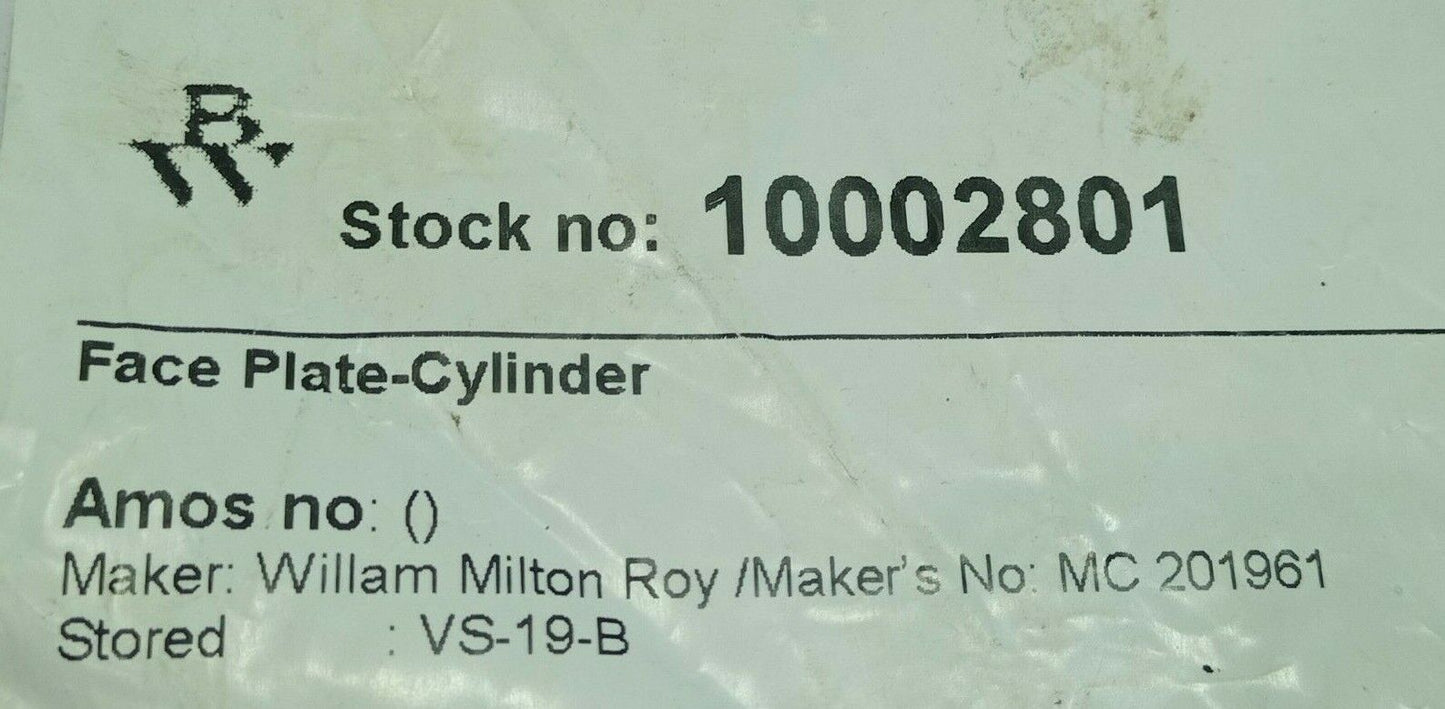 Stock no: 10002801
Face Plate-Cylinder
Amos no: ()
Maker: Willam Milton Roy /Maker's No: MC 201961
Stored : VS-19-B